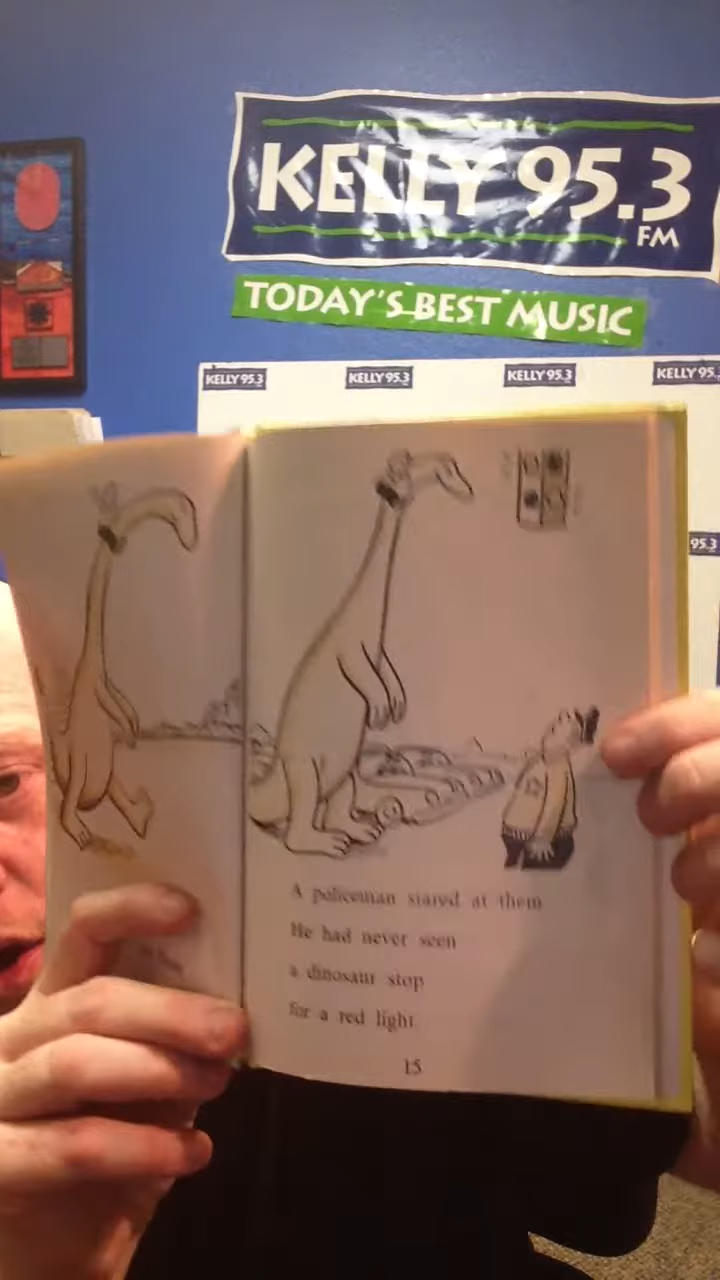 KELLY 95.3
FM
TODAY'S BEST MUSIC
KELLY 95.3
KELLY 95.3
KELLY 95.3
KELLY 95.
95.3
A policeman stared at them
He had never seen
a dinosaur stop
for a red light
15